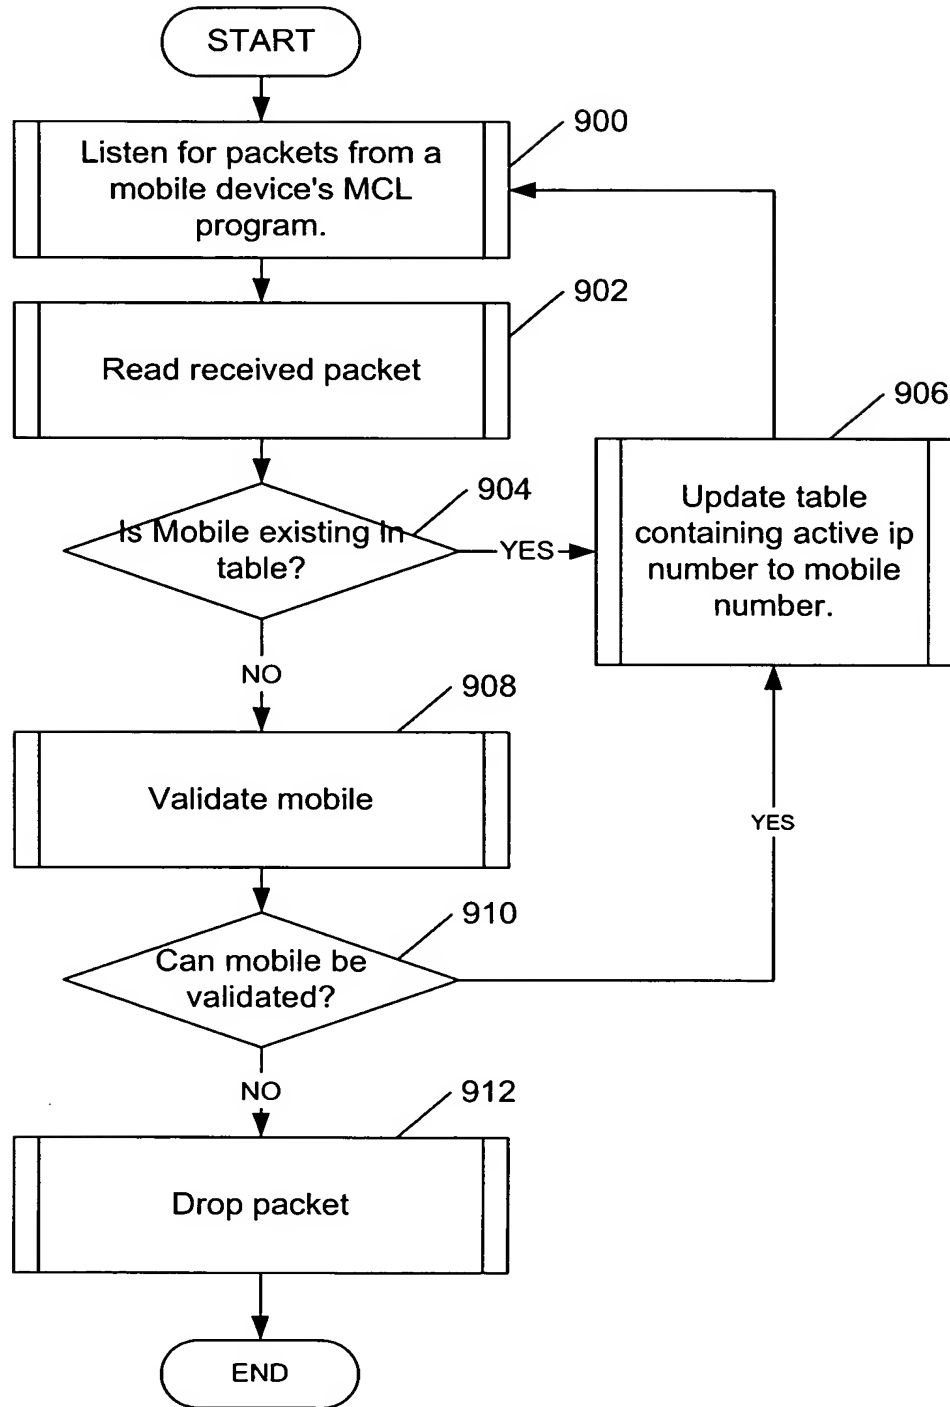 START
900
Listen for packets from a
mobile device's MCL
program.
902
Read received packet
906
904
Is Mobile existing in
table?
YES
Update table
containing active ip
number to mobile
number.
NO
908
Validate mobile
YES
910
Can mobile be
validated?
NO
912
Drop packet
END